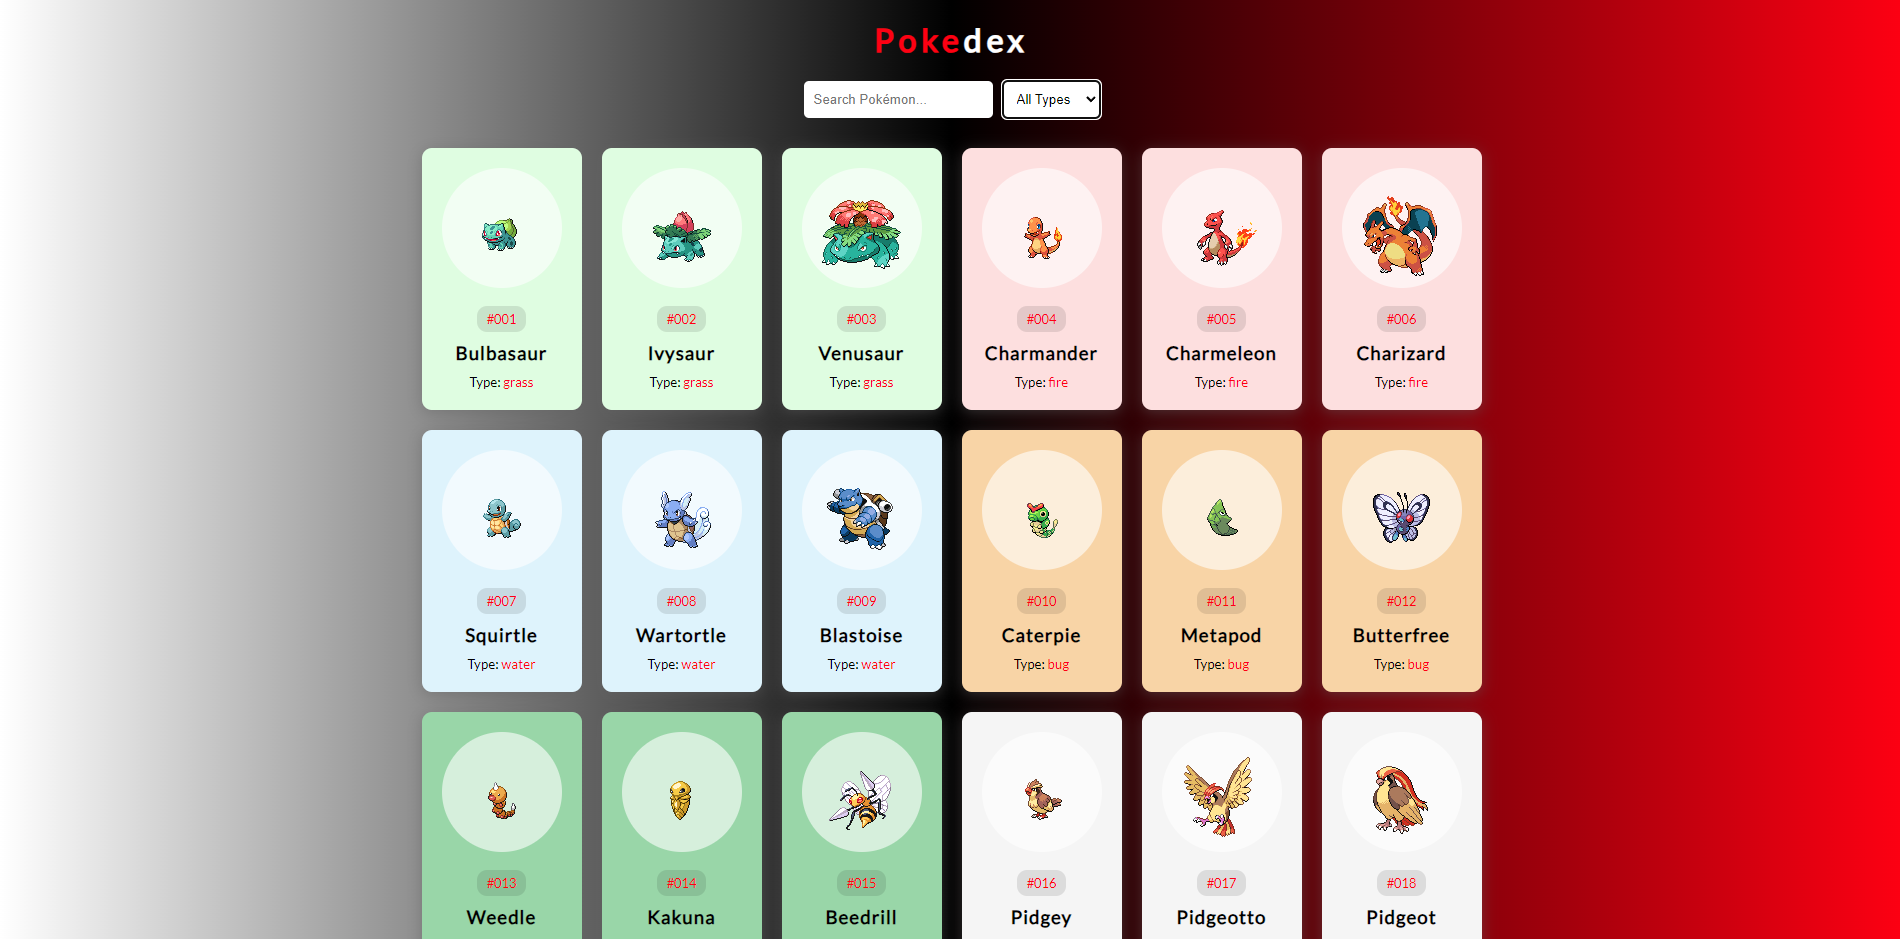 Pokedex
Search Pokémon...
All Types
#001
Bulbasaur
Type: grass
#002
Ivysaur
Type: grass
#003
Venusaur
Type: grass
#004
Charmander
Type: fire
#005
Charmeleon
Type: fire
#006
Charizard
Type: fire
#007
Squirtle
Type: water
#008
Wartortle
Type: water
#009
Blastoise
Type: water
#010
Caterpie
Type: bug
#011
Metapod
Type: bug
#012
Butterfree
Type: bug
#013
Weedle
#014
Kakuna
#015
Beedrill
#016
Pidgey
#017
Pidgeotto
#018
Pidgeot